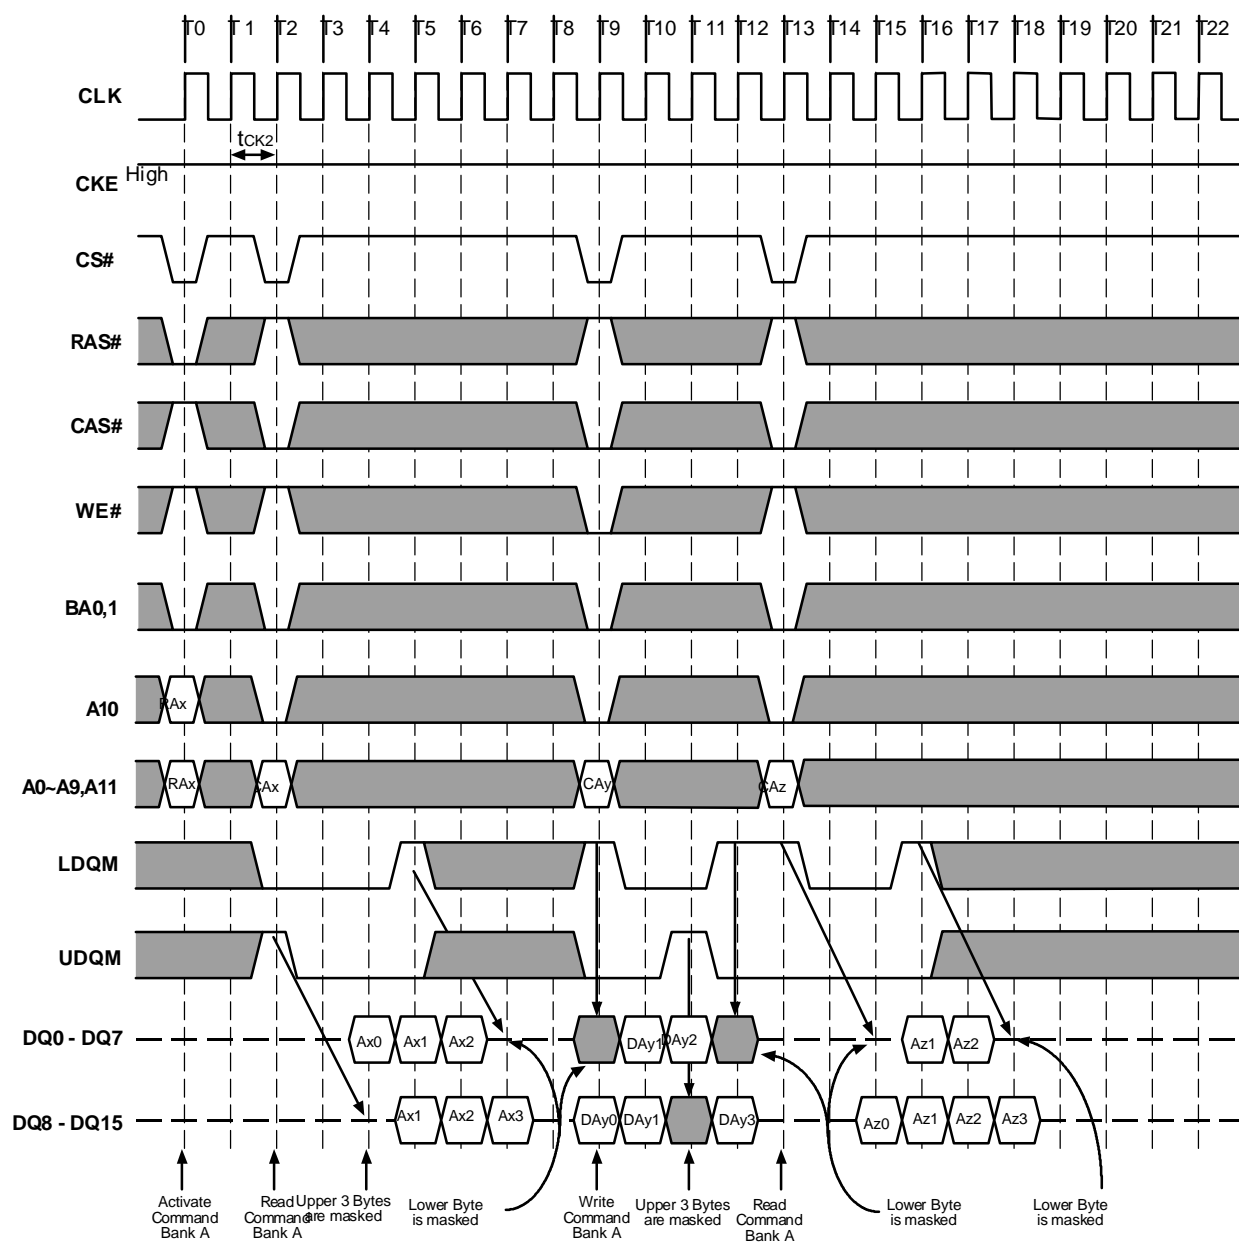 T0 T 1 T2 T3 T4 T5 T6 T7 T8 T9 T10 T 11 T12 T13 T14 T15 T16 T17 T18 T19 T20 T21 T22
CLK
tCK2
High
CKE
CS#
RAS#
CAS#
WE#
BA0,1
A10 RAx
A0~A9,A11 RAx CAx CAy CAz
LDQM
UDQM
DQ0 - DQ7 Ax0 Ax1 Ax2 DAy1 DAy2 Az1 Az2
DQ8 - DQ15 Ax1 Ax2 Ax3 DAy0 DAy1 DAy3 Az0 Az1 Az2 Az3
Activate
Command
Bank A
Read
Command
Bank A
Upper 3 Bytes
are masked
Lower Byte
is masked
Write
Command
Bank A
Upper 3 Bytes
are masked
Read
Command
Bank A
Lower Byte
is masked
Lower Byte
is masked